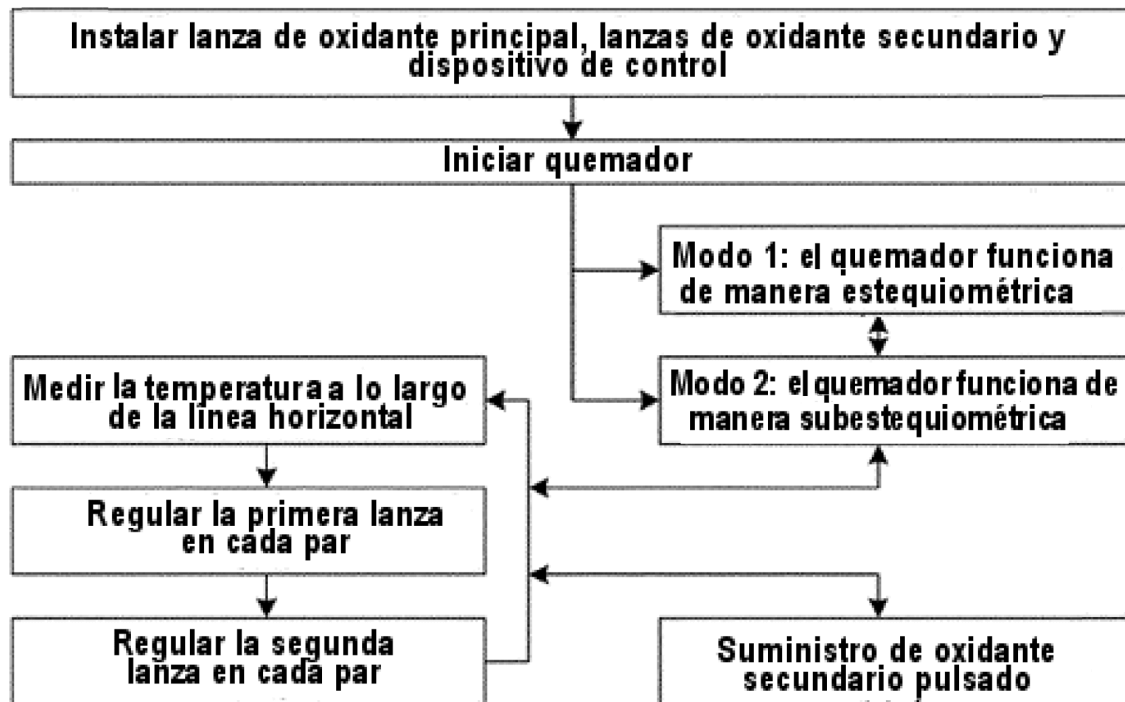 Instalar lanza de oxidante principal, lanzas de oxidante secundario y
dispositivo de control
Iniciar quemador
Modo 1: el quemador funciona
de manera estequiométrica
Medir la temperatura a lo largo
de la línea horizontal
Modo 2: el quemador funciona de
manera subestequiométrica
Regular la primera lanza
en cada par
Regular la segunda
lanza en cada par
Suministro de oxidante
secundario pulsado